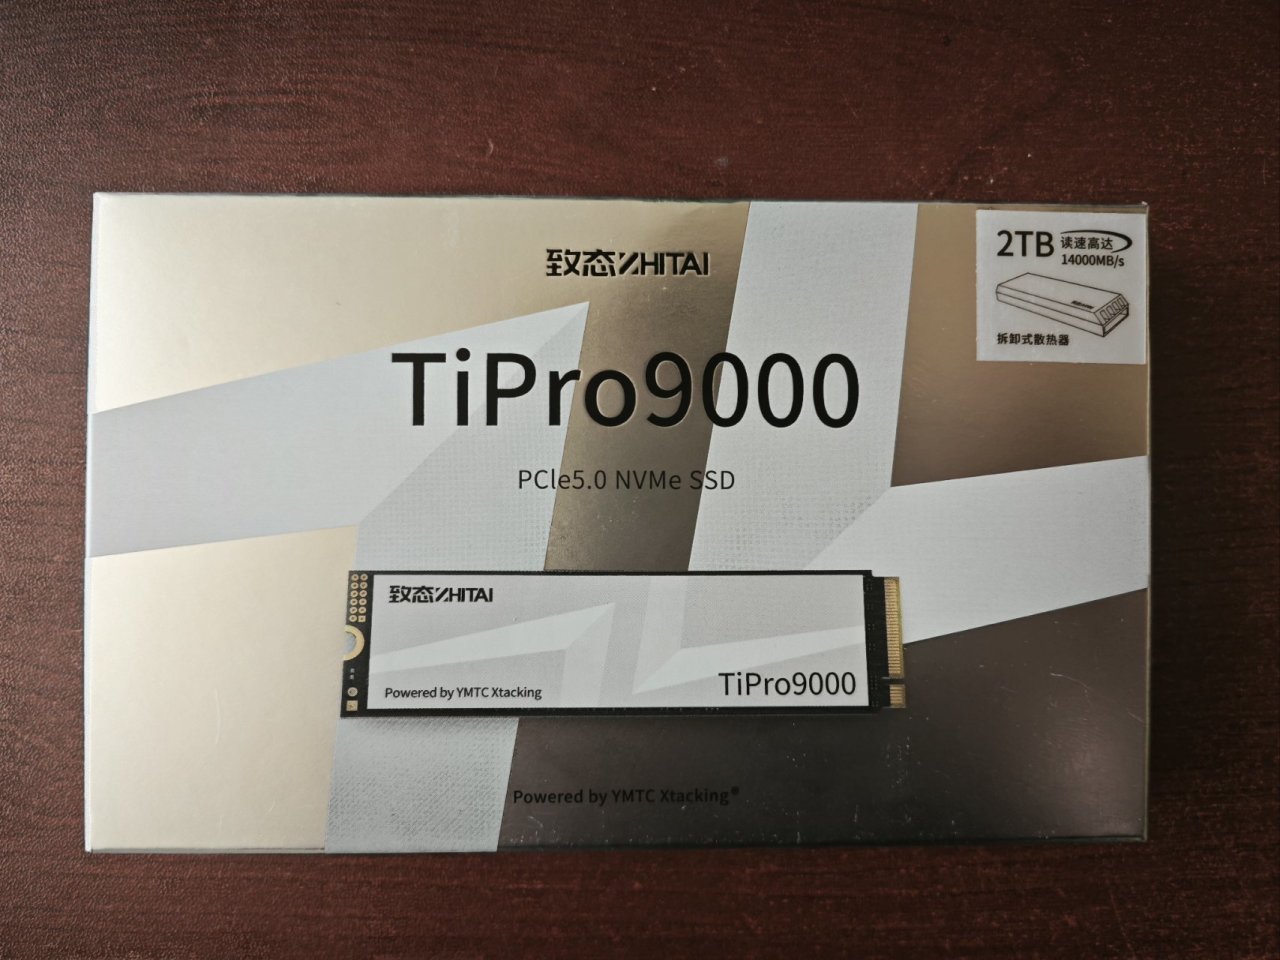 致态ZHITAI
2TB 读速高达
14000MB/s
拆卸式散热器
TiPro9000
PCIe5.0 NVMe SSD
致态ZHITAI
TiPro9000
Powered by YMTC Xtacking
Powered by YMTC Xtacking®